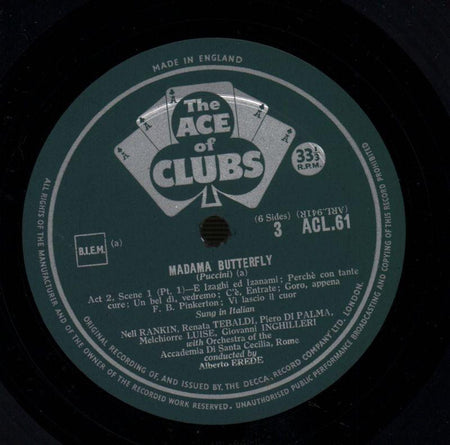 MADE IN ENGLAND
A A A A
The
ACE
of
CLUBS
33⅓
R.P.M.
(ARL.941R)
(6 Sides)
3 ACL.61
B.I.E.M. (a)
MADAMA BUTTERFLY
(Puccini) (a)
Act 2. Scene 1 (Pt. 1)—E Izaghi ed Izanami; Perchè con tante
cure; Un bel dì, vedremo; C'è, Entrate; Goro, appena
F. B. Pinkerton; Vi lascio il cuor
Sung in Italian
Nell RANKIN, Renata TEBALDI, Piero DI PALMA,
Melchiorre LUISE, Giovanni INGHILLERI
with Orchestra of the
Accademia Di Santa Cecilia, Rome
conducted by
Alberto EREDE
ALL RIGHTS OF THE MANUFACTURER AND OF THE OWNER OF THE RECORDED WORK RESERVED. UNAUTHORISED PUBLIC PERFORMANCE BROADCASTING AND COPYING OF THIS RECORD PROHIBITED
ORIGINAL RECORDING OF, AND ISSUED BY, THE DECCA RECORD COMPANY LTD. LONDON.